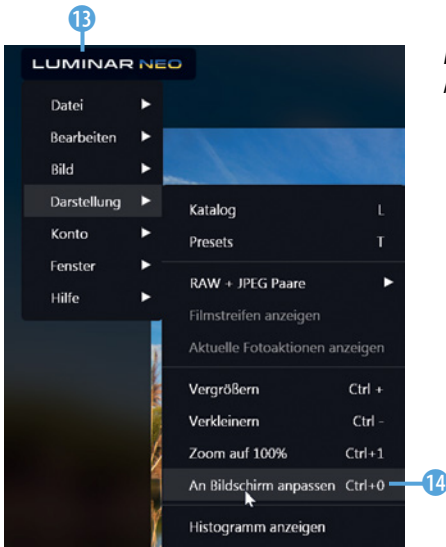 13
LUMINAR NEO
Datei
Bearbeiten
Bild
Darstellung
Konto
Fenster
Hilfe
Katalog L
Presets T
RAW + JPEG Paare
Filmstreifen anzeigen
Aktuelle Fotoaktionen anzeigen
Vergrößern Ctrl +
Verkleinern Ctrl -
Zoom auf 100% Ctrl+1
An Bildschirm anpassen Ctrl+0
14
Histogramm anzeigen